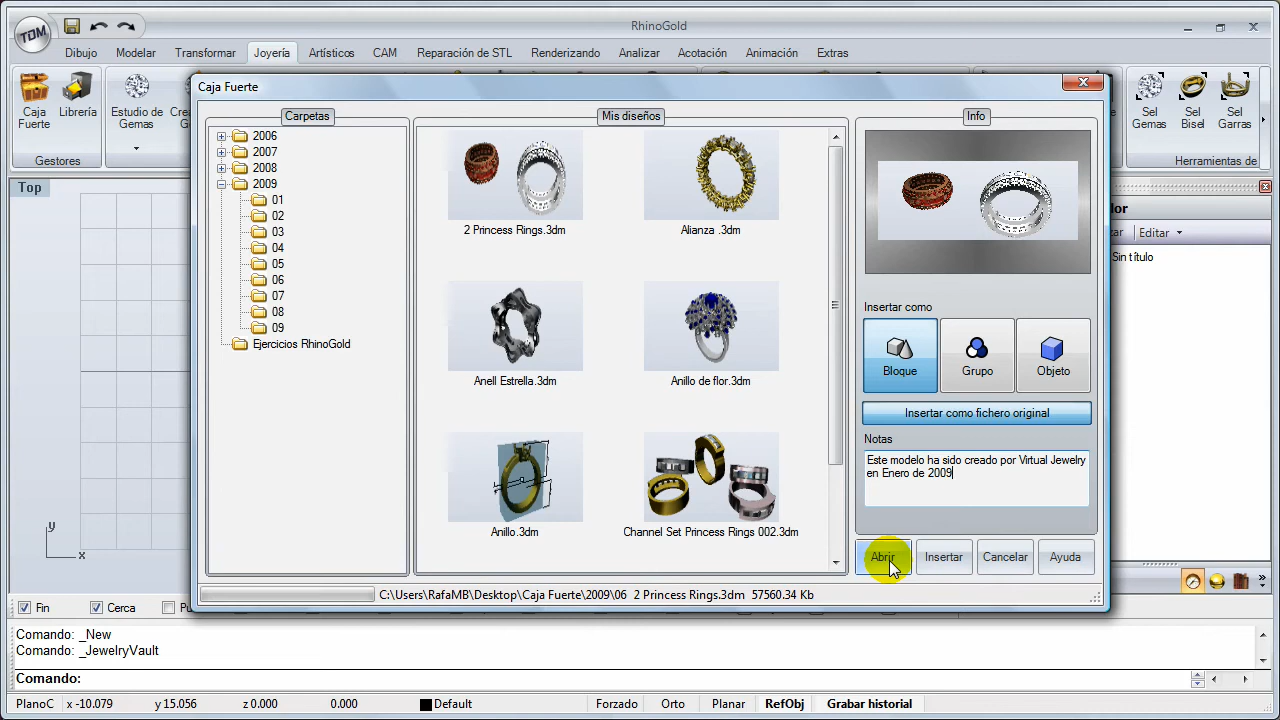 TDM
RhinoGold
Dibujo
Modelar
Transformar
Joyería
Artísticos
CAM
Reparación de STL
Renderizando
Analizar
Acotación
Animación
Extras
Caja
Fuerte
Librería
Gestores
Estudio de
Gemas
Sel
Gemas
Sel
Bisel
Sel
Garras
Herramientas de
Top
y
x
Caja Fuerte
Carpetas
2006
2007
2008
2009
01
02
03
04
05
06
07
08
09
Ejercicios RhinoGold
Mis diseños
2 Princess Rings.3dm
Alianza .3dm
Anell Estrella.3dm
Anillo de flor.3dm
Anillo.3dm
Channel Set Princess Rings 002.3dm
Info
Insertar como
Bloque
Grupo
Objeto
Insertar como fichero original
Notas
Este modelo ha sido creado por Virtual Jewelry
en Enero de 2009
Abrir
Insertar
Cancelar
Ayuda
C:\Users\RafaMB\Desktop\Caja Fuerte\2009\06 2 Princess Rings.3dm 57560.34 Kb
Editar
Sin título
Fin
Cerca
Comando: _New
Comando: _JewelryVault
Comando:
PlanoC
x -10.079
y 15.056
z 0.000
0.000
Default
Forzado
Orto
Planar
RefObj
Grabar historial